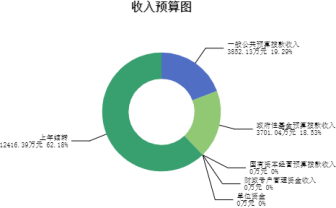 收入预算图
一般公共预算拨款收入
3852.13万元 19.29%
政府性基金预算拨款收入
3701.04万元 18.53%
国有资本经营预算拨款收入
0万元 0%
财政专户管理资金收入
0万元 0%
单位资金
0万元 0%
上年结转
12416.39万元 62.18%